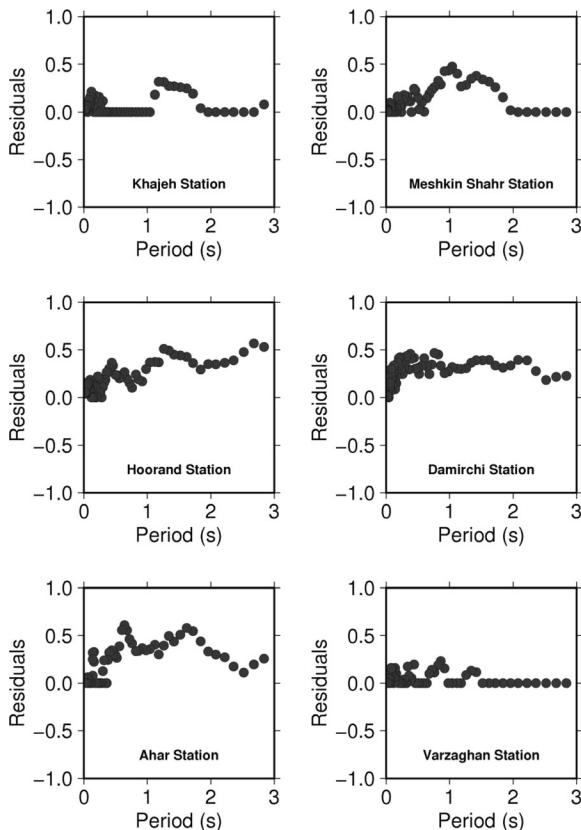 1.0
0.5
0.0
−0.5
−1.0
Residuals
Khajeh Station
0 1 2 3
Period (s)
1.0
0.5
0.0
−0.5
−1.0
Residuals
Meshkin Shahr Station
0 1 2 3
Period (s)
1.0
0.5
0.0
−0.5
−1.0
Residuals
Hoorand Station
0 1 2 3
Period (s)
1.0
0.5
0.0
−0.5
−1.0
Residuals
Damirchi Station
0 1 2 3
Period (s)
1.0
0.5
0.0
−0.5
−1.0
Residuals
Ahar Station
0 1 2 3
Period (s)
1.0
0.5
0.0
−0.5
−1.0
Residuals
Varzaghan Station
0 1 2 3
Period (s)